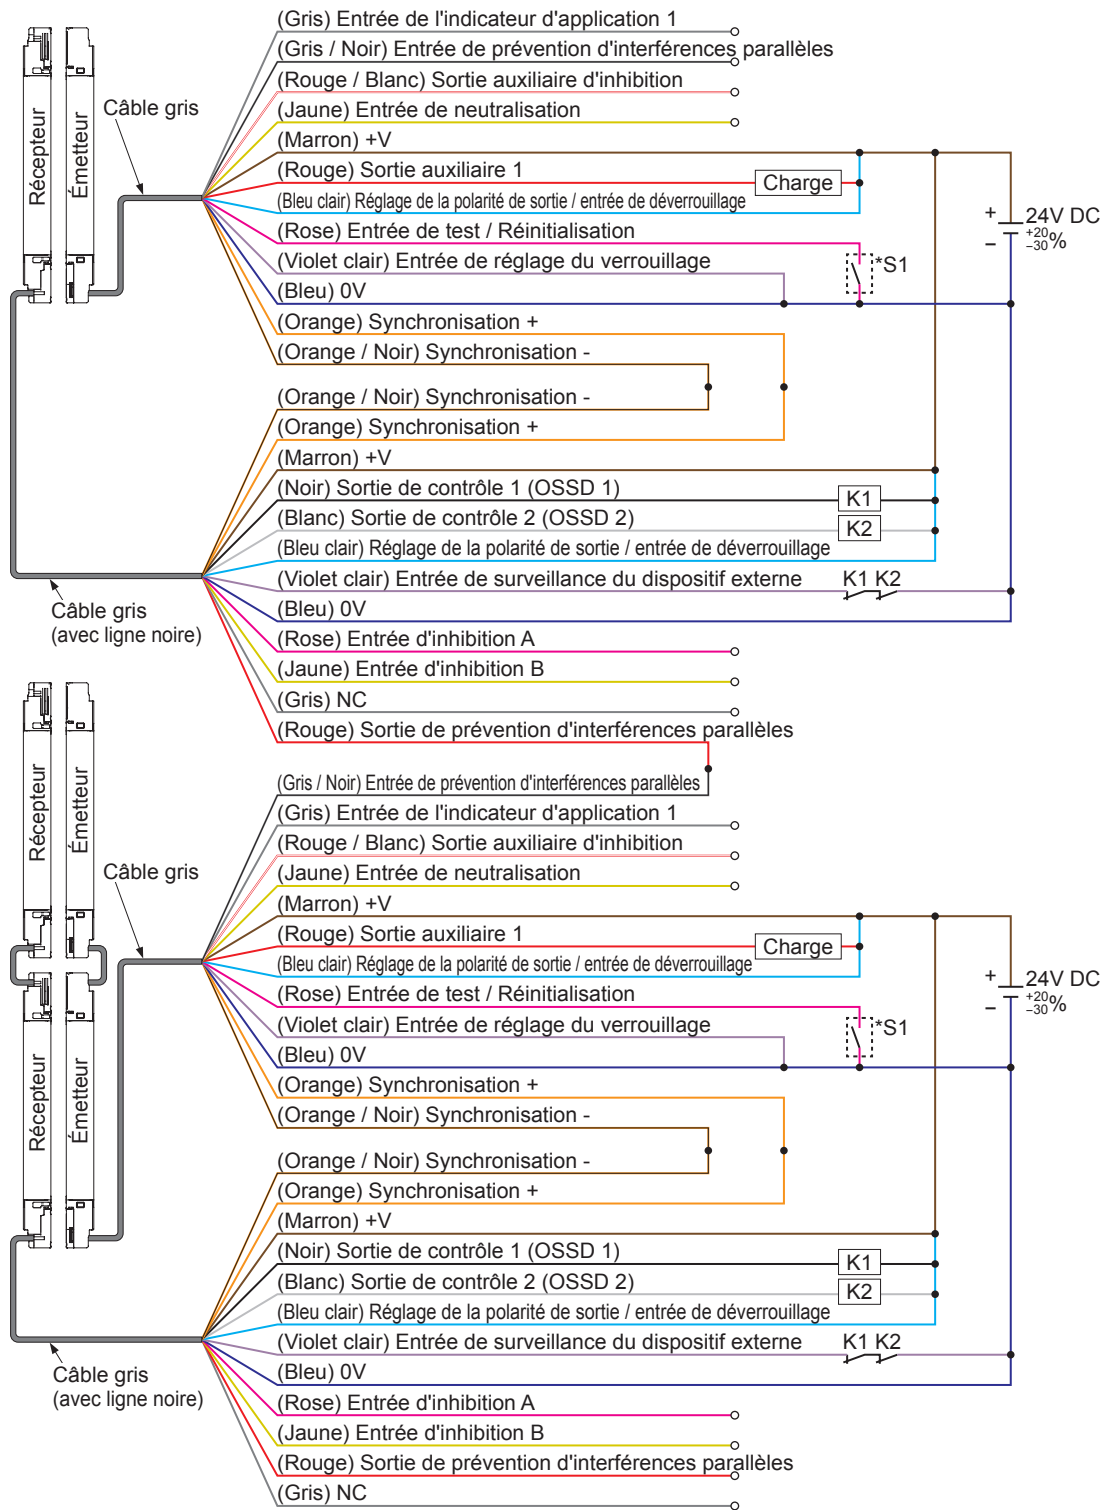 (Gris) Entrée de l'indicateur d'application 1
(Gris / Noir) Entrée de prévention d'interférences parallèles
(Rouge / Blanc) Sortie auxiliaire d'inhibition
(Jaune) Entrée de neutralisation
(Marron) +V
(Rouge) Sortie auxiliaire 1
Charge
(Bleu clair) Réglage de la polarité de sortie / entrée de déverrouillage
(Rose) Entrée de test / Réinitialisation
(Violet clair) Entrée de réglage du verrouillage
(Bleu) 0V
(Orange) Synchronisation +
(Orange / Noir) Synchronisation -
Récepteur
Émetteur
Câble gris
+
−
24V DC
+20
−30 %
*S1
(Orange / Noir) Synchronisation -
(Orange) Synchronisation +
(Marron) +V
(Noir) Sortie de contrôle 1 (OSSD 1)
K1
(Blanc) Sortie de contrôle 2 (OSSD 2)
K2
(Bleu clair) Réglage de la polarité de sortie / entrée de déverrouillage
(Violet clair) Entrée de surveillance du dispositif externe
K1 K2
(Bleu) 0V
(Rose) Entrée d'inhibition A
(Jaune) Entrée d'inhibition B
(Gris) NC
(Rouge) Sortie de prévention d'interférences parallèles
Câble gris
(avec ligne noire)
(Gris / Noir) Entrée de prévention d'interférences parallèles
(Gris) Entrée de l'indicateur d'application 1
(Rouge / Blanc) Sortie auxiliaire d'inhibition
(Jaune) Entrée de neutralisation
(Marron) +V
(Rouge) Sortie auxiliaire 1
Charge
(Bleu clair) Réglage de la polarité de sortie / entrée de déverrouillage
(Rose) Entrée de test / Réinitialisation
(Violet clair) Entrée de réglage du verrouillage
(Bleu) 0V
(Orange) Synchronisation +
(Orange / Noir) Synchronisation -
Récepteur
Émetteur
Câble gris
Récepteur
Émetteur
+
−
24V DC
+20
−30 %
*S1
(Orange / Noir) Synchronisation -
(Orange) Synchronisation +
(Marron) +V
(Noir) Sortie de contrôle 1 (OSSD 1)
K1
(Blanc) Sortie de contrôle 2 (OSSD 2)
K2
(Bleu clair) Réglage de la polarité de sortie / entrée de déverrouillage
(Violet clair) Entrée de surveillance du dispositif externe
K1 K2
(Bleu) 0V
(Rose) Entrée d'inhibition A
(Jaune) Entrée d'inhibition B
(Rouge) Sortie de prévention d'interférences parallèles
(Gris) NC
Câble gris
(avec ligne noire)